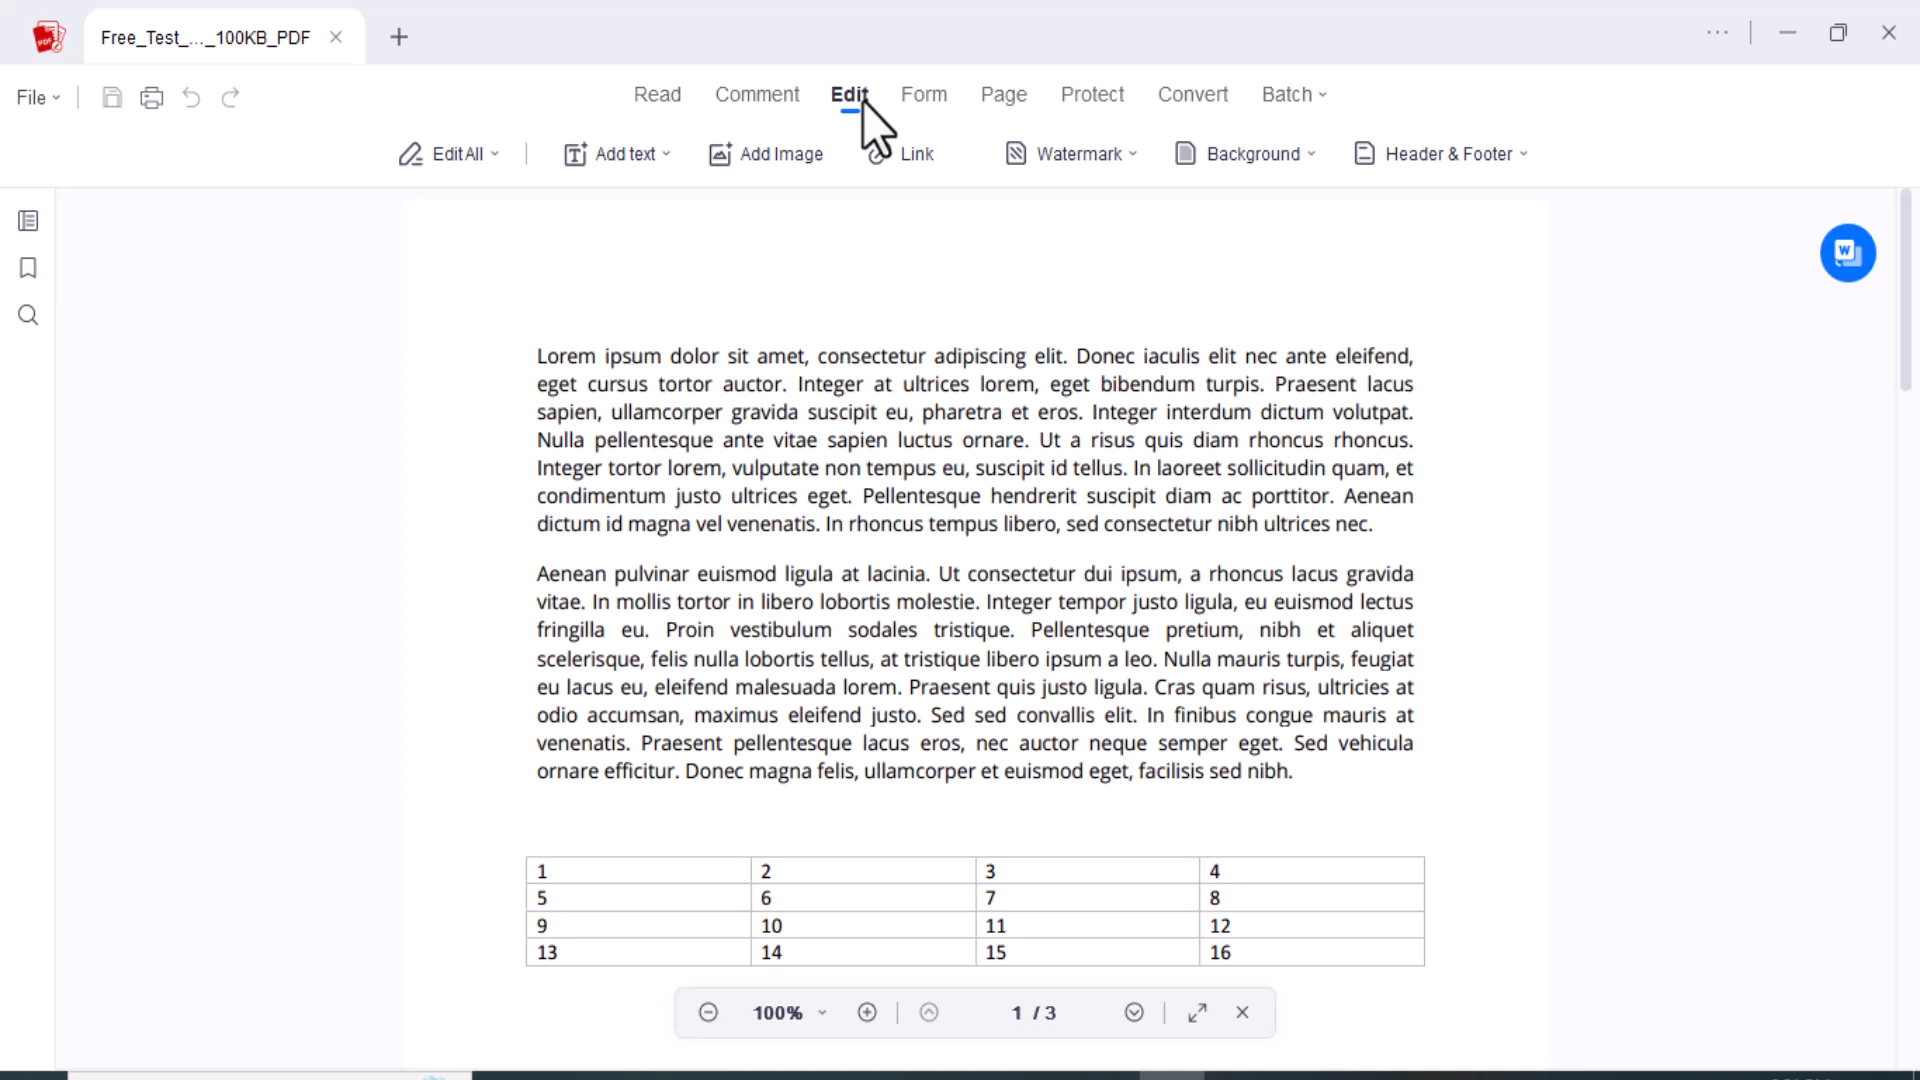 Free_Test_..._100KB_PDF
File
Read Comment Edit Form Page Protect Convert Batch
Edit All Add text Add Image Link Watermark Background Header & Footer
Lorem ipsum dolor sit amet, consectetur adipiscing elit. Donec iaculis elit nec ante eleifend,
eget cursus tortor auctor. Integer at ultrices lorem, eget bibendum turpis. Praesent lacus
sapien, ullamcorper gravida suscipit eu, pharetra et eros. Integer interdum dictum volutpat.
Nulla pellentesque ante vitae sapien luctus ornare. Ut a risus quis diam rhoncus rhoncus.
Integer tortor lorem, vulputate non tempus eu, suscipit id tellus. In laoreet sollicitudin quam, et
condimentum justo ultrices eget. Pellentesque hendrerit suscipit diam ac porttitor. Aenean
dictum id magna vel venenatis. In rhoncus tempus libero, sed consectetur nibh ultrices nec.
Aenean pulvinar euismod ligula at lacinia. Ut consectetur dui ipsum, a rhoncus lacus gravida
vitae. In mollis tortor in libero lobortis molestie. Integer tempor justo ligula, eu euismod lectus
fringilla eu. Proin vestibulum sodales tristique. Pellentesque pretium, nibh et aliquet
scelerisque, felis nulla lobortis tellus, at tristique libero ipsum a leo. Nulla mauris turpis, feugiat
eu lacus eu, eleifend malesuada lorem. Praesent quis justo ligula. Cras quam risus, ultricies at
odio accumsan, maximus eleifend justo. Sed sed convallis elit. In finibus congue mauris at
venenatis. Praesent pellentesque lacus eros, nec auctor neque semper eget. Sed vehicula
ornare efficitur. Donec magna felis, ullamcorper et euismod eget, facilisis sed nibh.
1 2 3 4
5 6 7 8
9 10 11 12
13 14 15 16
100% 1 / 3